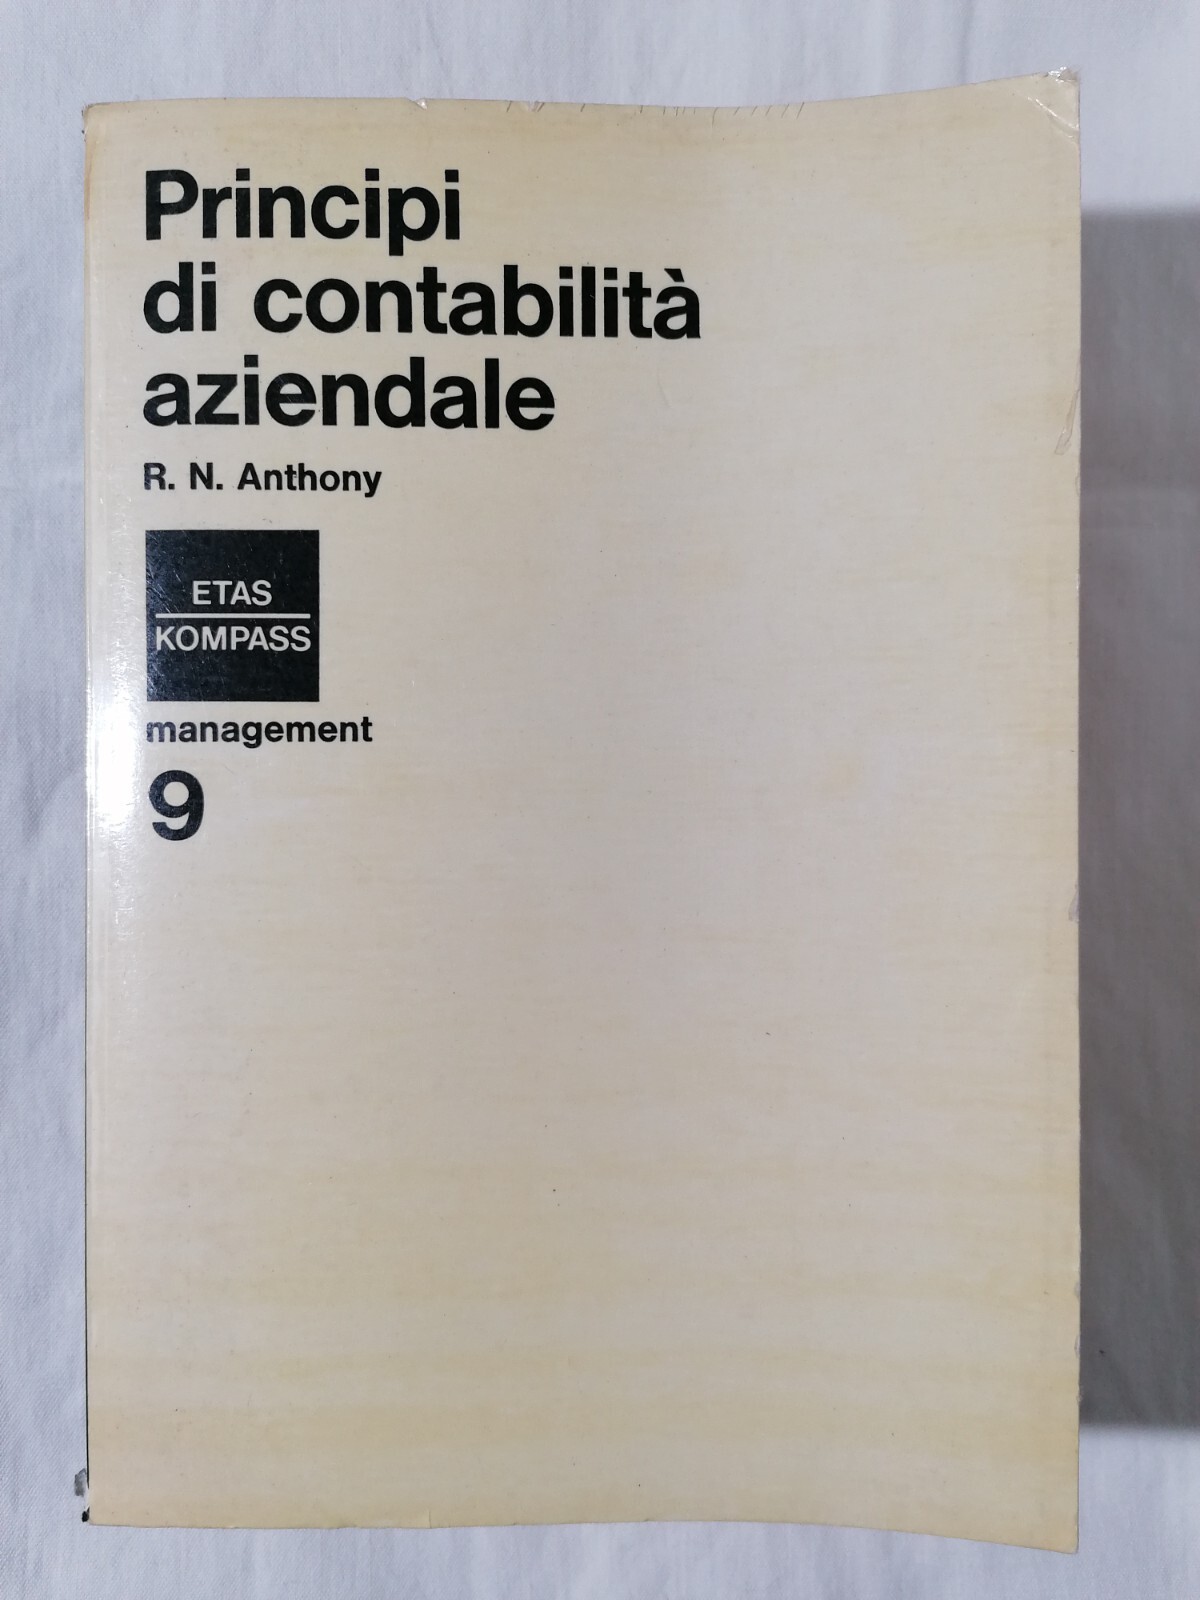 Principi
di contabilità
aziendale
R. N. Anthony
ETAS
KOMPASS
management
9